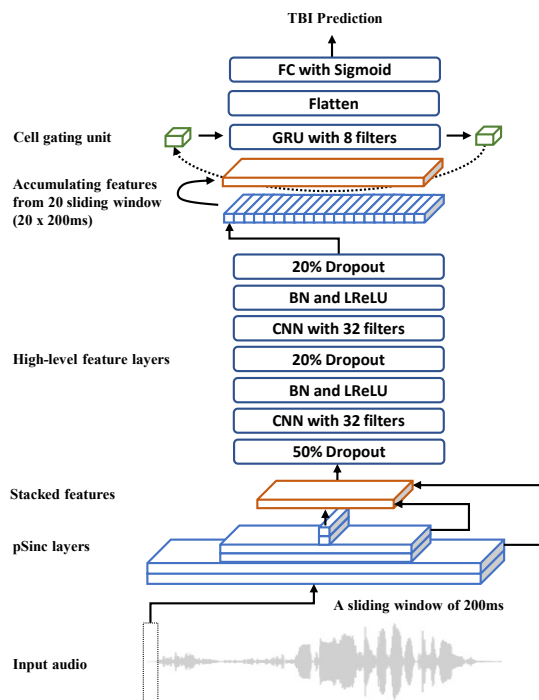 TBI Prediction
FC with Sigmoid
Flatten
Cell gating unit
GRU with 8 filters
Accumulating features
from 20 sliding window
(20 x 200ms)
20% Dropout
BN and LReLU
CNN with 32 filters
High-level feature layers
20% Dropout
BN and LReLU
CNN with 32 filters
50% Dropout
Stacked features
pSinc layers
A sliding window of 200ms
Input audio